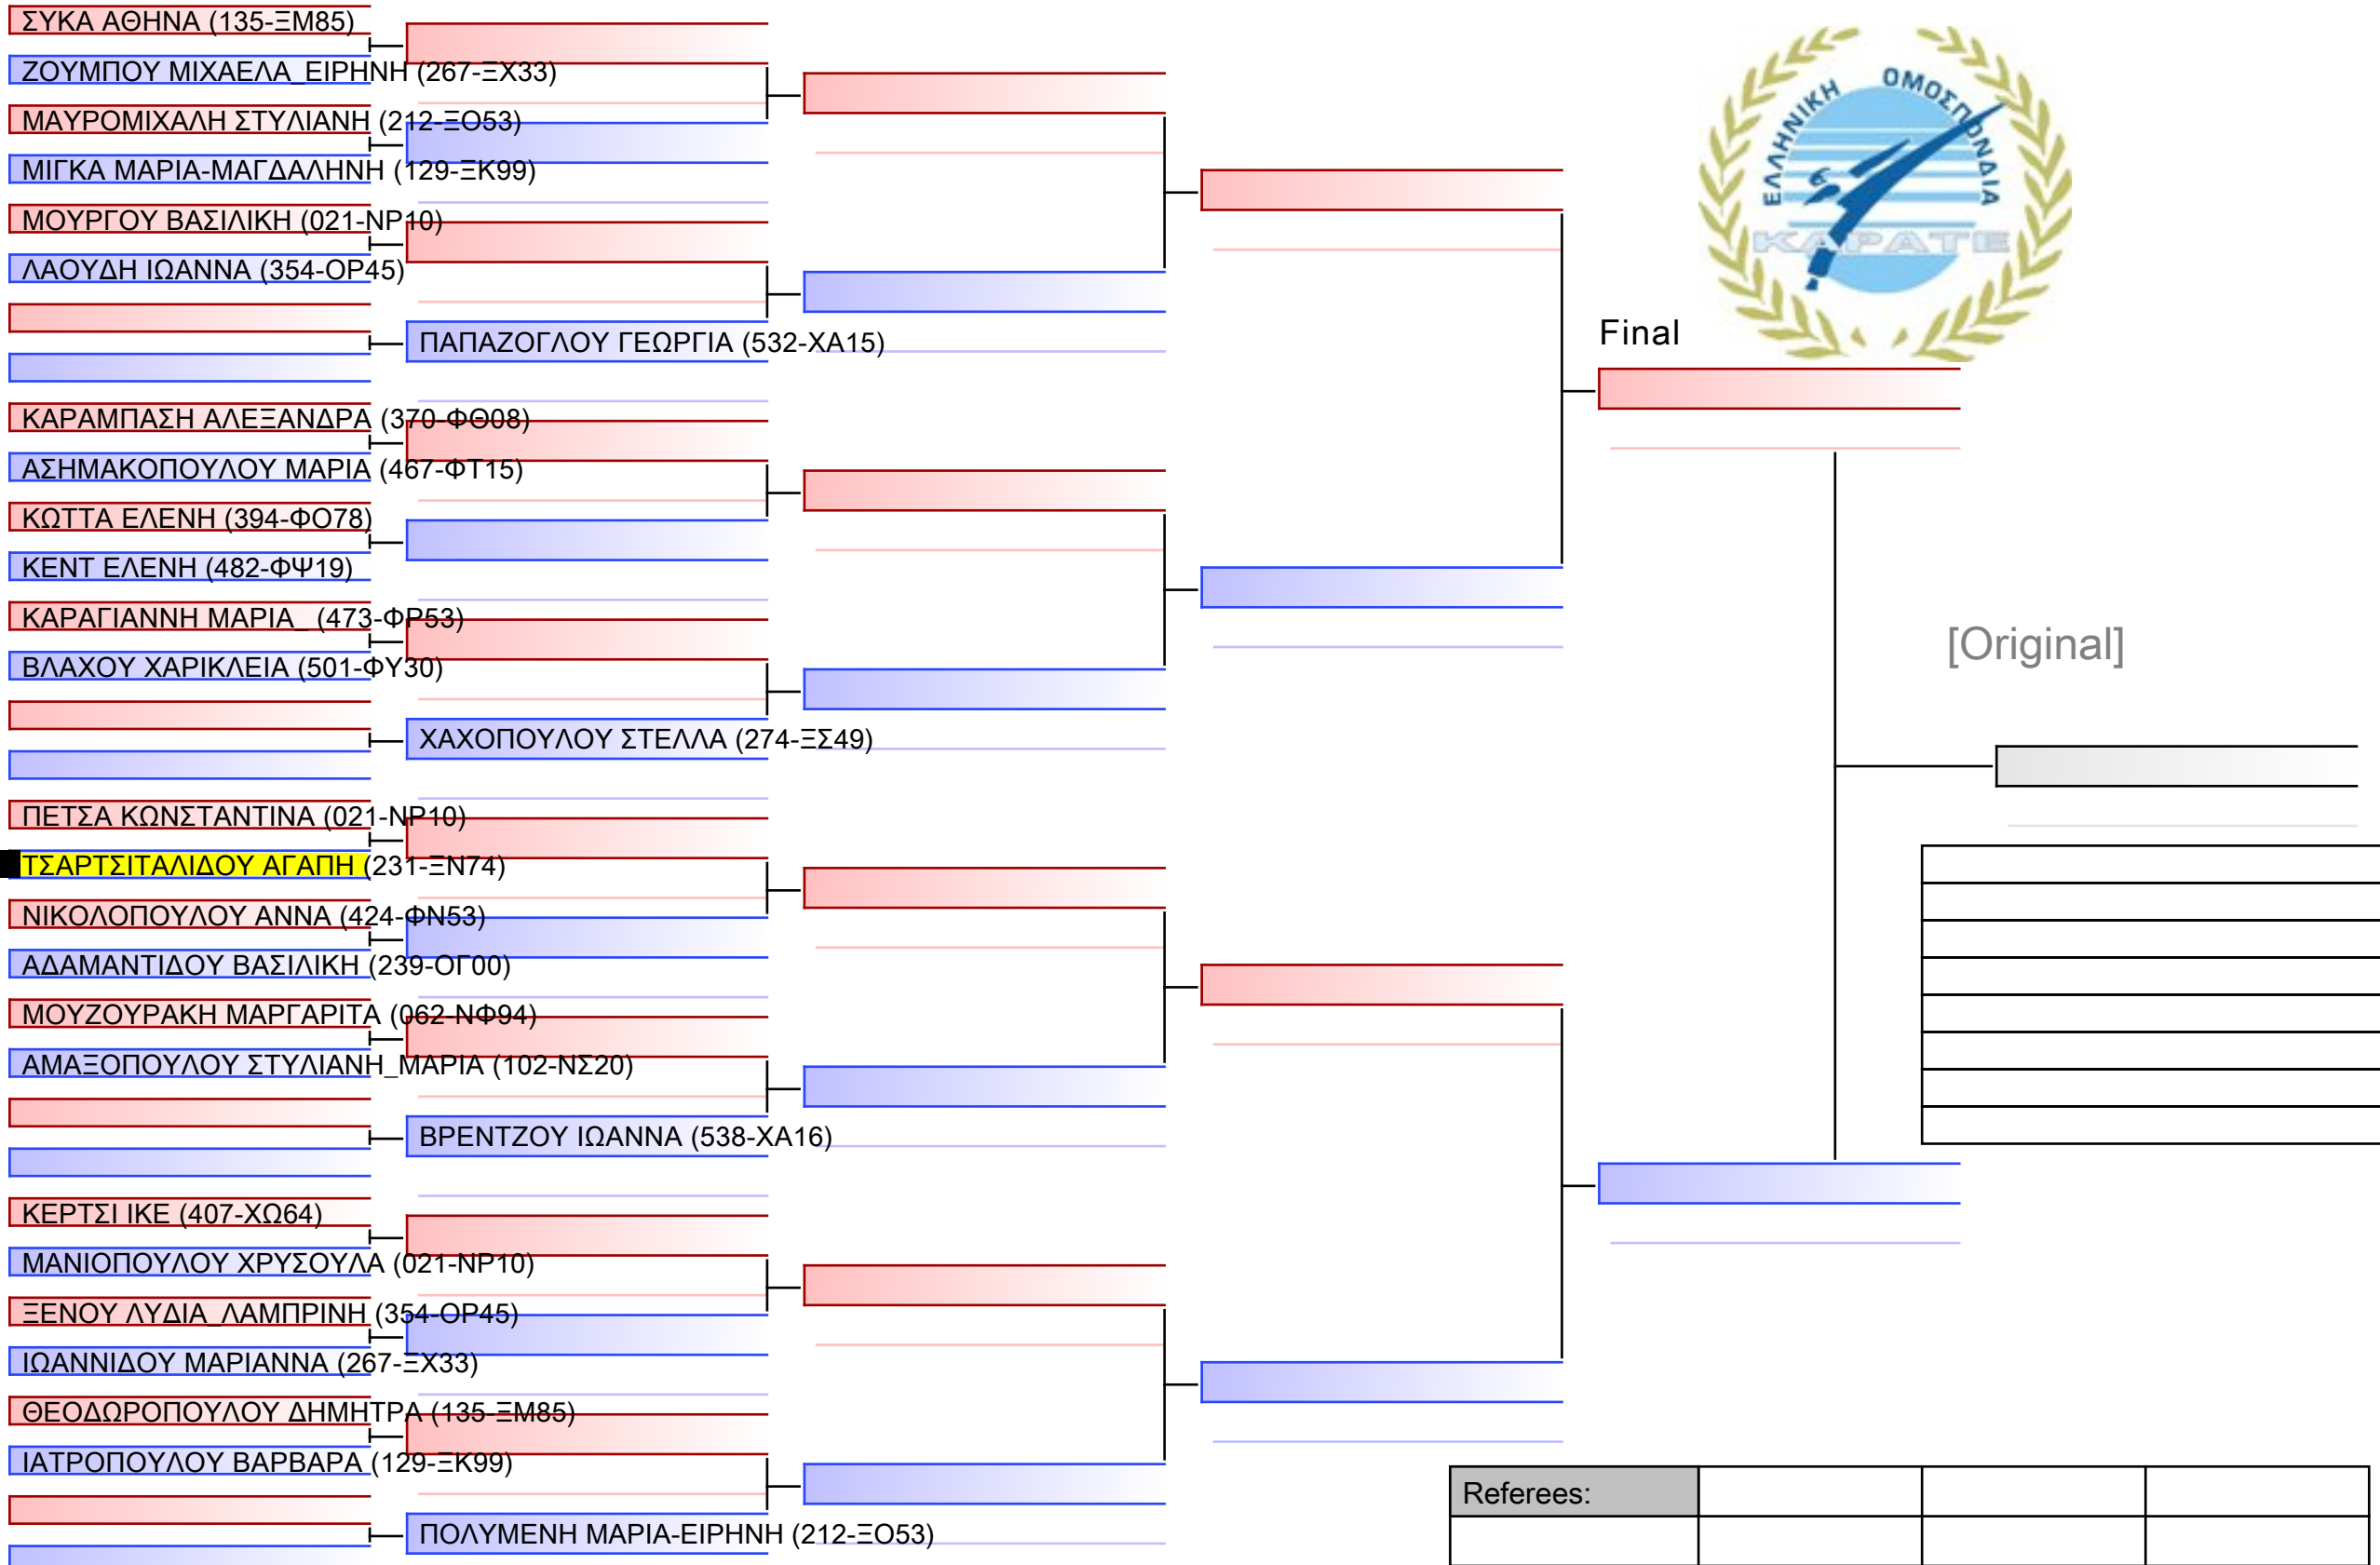 ΣΥΚΑ ΑΘΗΝΑ (135-ΞΜ85)
ΖΟΥΜΠΟΥ ΜΙΧΑΕΛΑ_ΕΙΡΗΝΗ (267-ΞΧ33)
ΜΑΥΡΟΜΙΧΑΛΗ ΣΤΥΛΙΑΝΗ (212-ΞΟ53)
ΜΙΓΚΑ ΜΑΡΙΑ-ΜΑΓΔΑΛΗΝΗ (129-ΞΚ99)
ΜΟΥΡΓΟΥ ΒΑΣΙΛΙΚΗ (021-ΝΡ10)
ΛΑΟΥΔΗ ΙΩΑΝΝΑ (354-ΟΡ45)
ΠΑΠΑΖΟΓΛΟΥ ΓΕΩΡΓΙΑ (532-ΧΑ15)
ΚΑΡΑΜΠΑΣΗ ΑΛΕΞΑΝΔΡΑ (370-ΦΘ08)
ΑΣΗΜΑΚΟΠΟΥΛΟΥ ΜΑΡΙΑ (467-ΦΤ15)
ΚΩΤΤΑ ΕΛΕΝΗ (394-ΦΟ78)
ΚΕΝΤ ΕΛΕΝΗ (482-ΦΨ19)
ΚΑΡΑΓΙΑΝΝΗ ΜΑΡΙΑ_ (473-ΦΡ53)
ΒΛΑΧΟΥ ΧΑΡΙΚΛΕΙΑ (501-ΦΥ30)
ΧΑΧΟΠΟΥΛΟΥ ΣΤΕΛΛΑ (274-ΞΣ49)
ΠΕΤΣΑ ΚΩΝΣΤΑΝΤΙΝΑ (021-ΝΡ10)
ΤΣΑΡΤΣΙΤΑΛΙΔΟΥ ΑΓΑΠΗ (231-ΞΝ74)
ΝΙΚΟΛΟΠΟΥΛΟΥ ΑΝΝΑ (424-ΦΝ53)
ΑΔΑΜΑΝΤΙΔΟΥ ΒΑΣΙΛΙΚΗ (239-ΟΓ00)
ΜΟΥΖΟΥΡΑΚΗ ΜΑΡΓΑΡΙΤΑ (062-ΝΦ94)
ΑΜΑΞΟΠΟΥΛΟΥ ΣΤΥΛΙΑΝΗ_ΜΑΡΙΑ (102-ΝΣ20)
ΒΡΕΝΤΖΟΥ ΙΩΑΝΝΑ (538-ΧΑ16)
ΚΕΡΤΣΙ ΙΚΕ (407-ΧΩ64)
ΜΑΝΙΟΠΟΥΛΟΥ ΧΡΥΣΟΥΛΑ (021-ΝΡ10)
ΞΕΝΟΥ ΛΥΔΙΑ_ΛΑΜΠΡΙΝΗ (354-ΟΡ45)
ΙΩΑΝΝΙΔΟΥ ΜΑΡΙΑΝΝΑ (267-ΞΧ33)
ΘΕΟΔΩΡΟΠΟΥΛΟΥ ΔΗΜΗΤΡΑ (135-ΞΜ85)
ΙΑΤΡΟΠΟΥΛΟΥ ΒΑΡΒΑΡΑ (129-ΞΚ99)
ΠΟΛΥΜΕΝΗ ΜΑΡΙΑ-ΕΙΡΗΝΗ (212-ΞΟ53)
ΕΛΛΗΝΙΚΗ ΟΜΟΣΠΟΝΔΙΑ
ΚΑΡΑΤΕ
Final
[Original]
Referees: